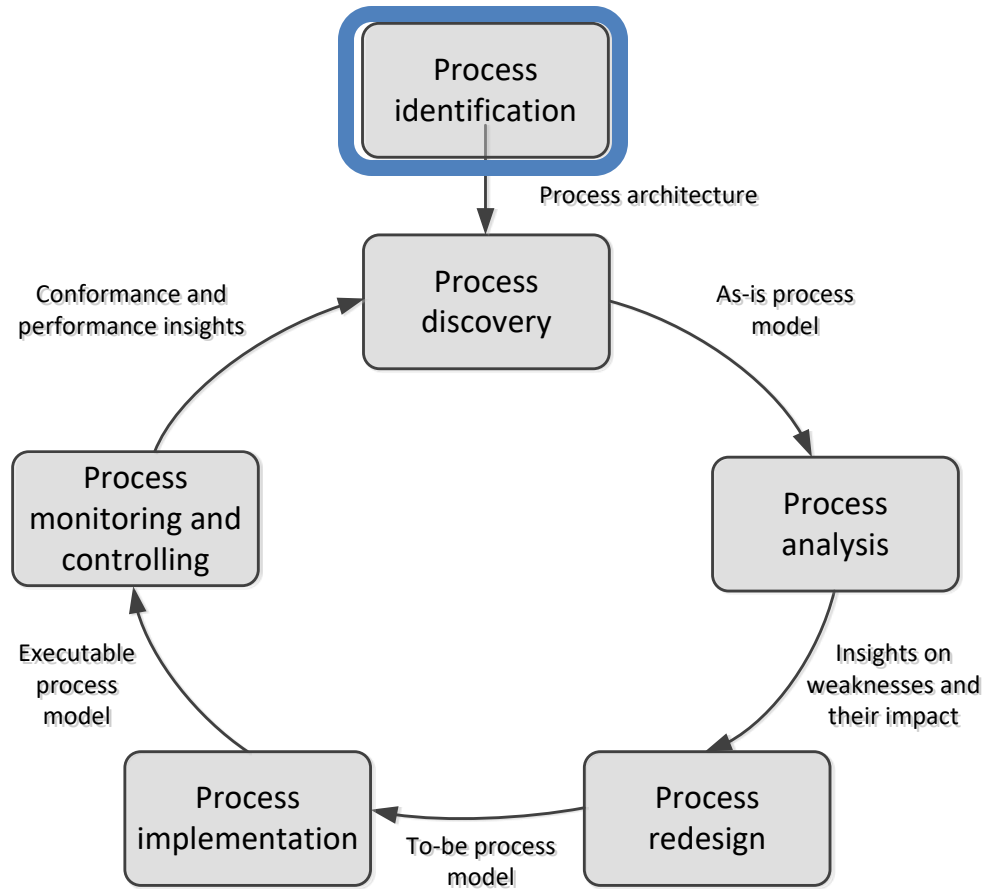 Process
identification
Process architecture
Process
discovery
As-is process
model
Process
analysis
Insights on
weaknesses and
their impact
Process
redesign
To-be process
model
Process
implementation
Executable
process
model
Process
monitoring and
controlling
Conformance and
performance insights